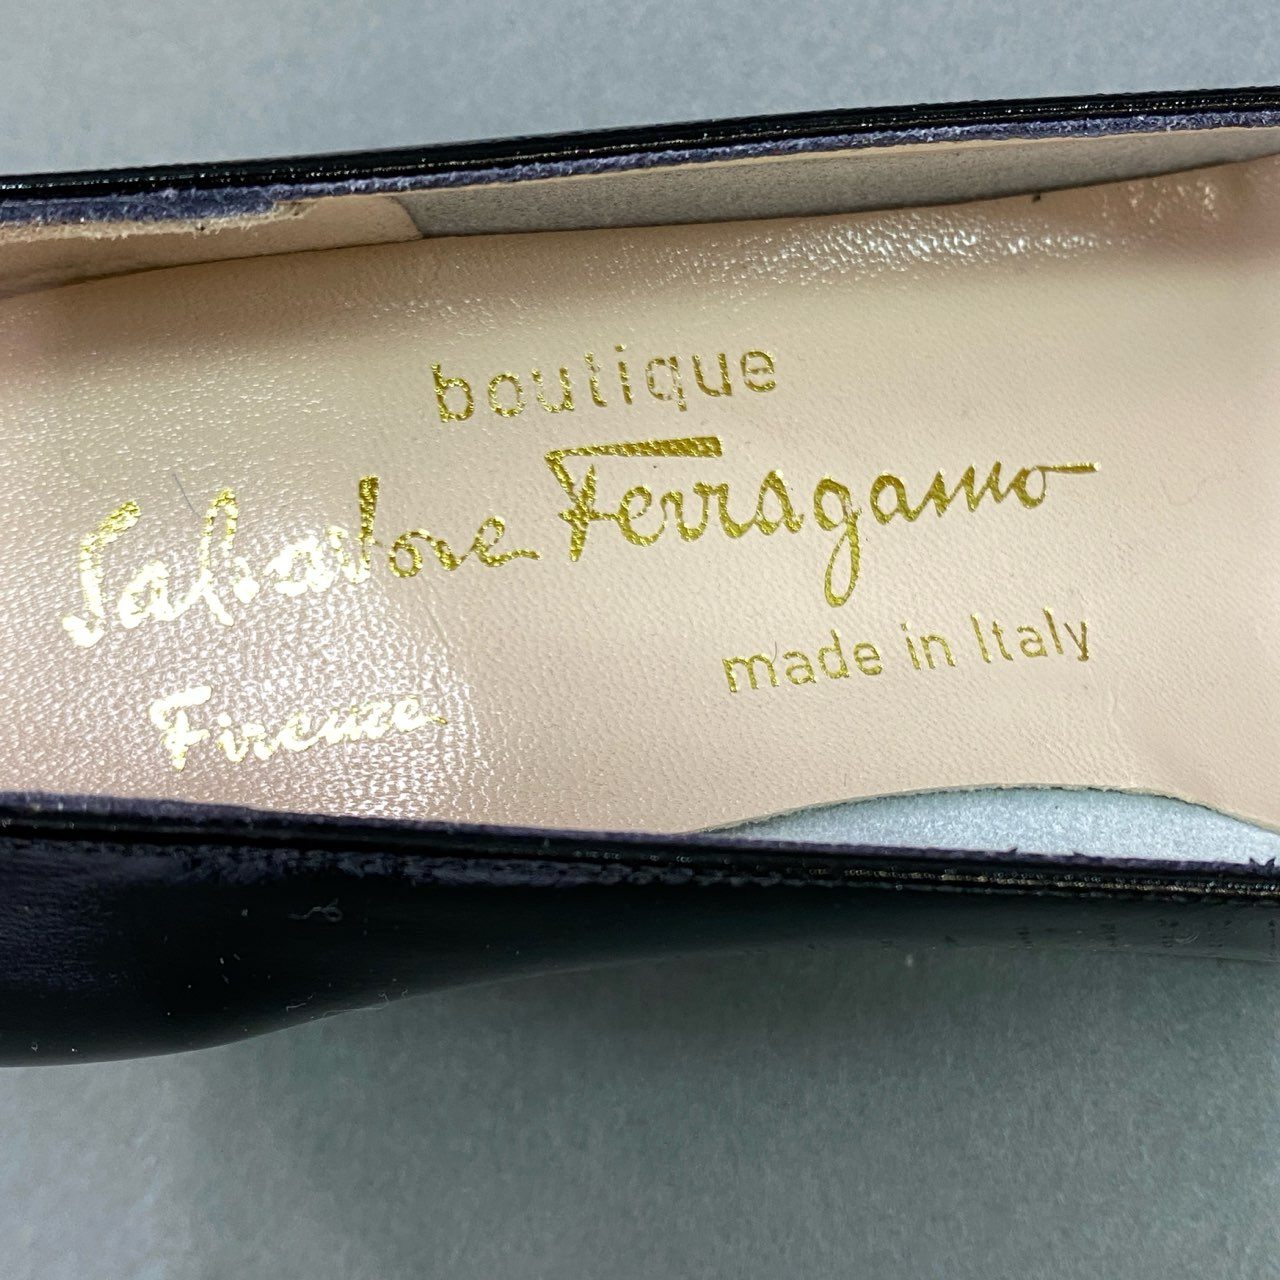 boutique
Salvatore Ferragamo
Firenze
made in Italy